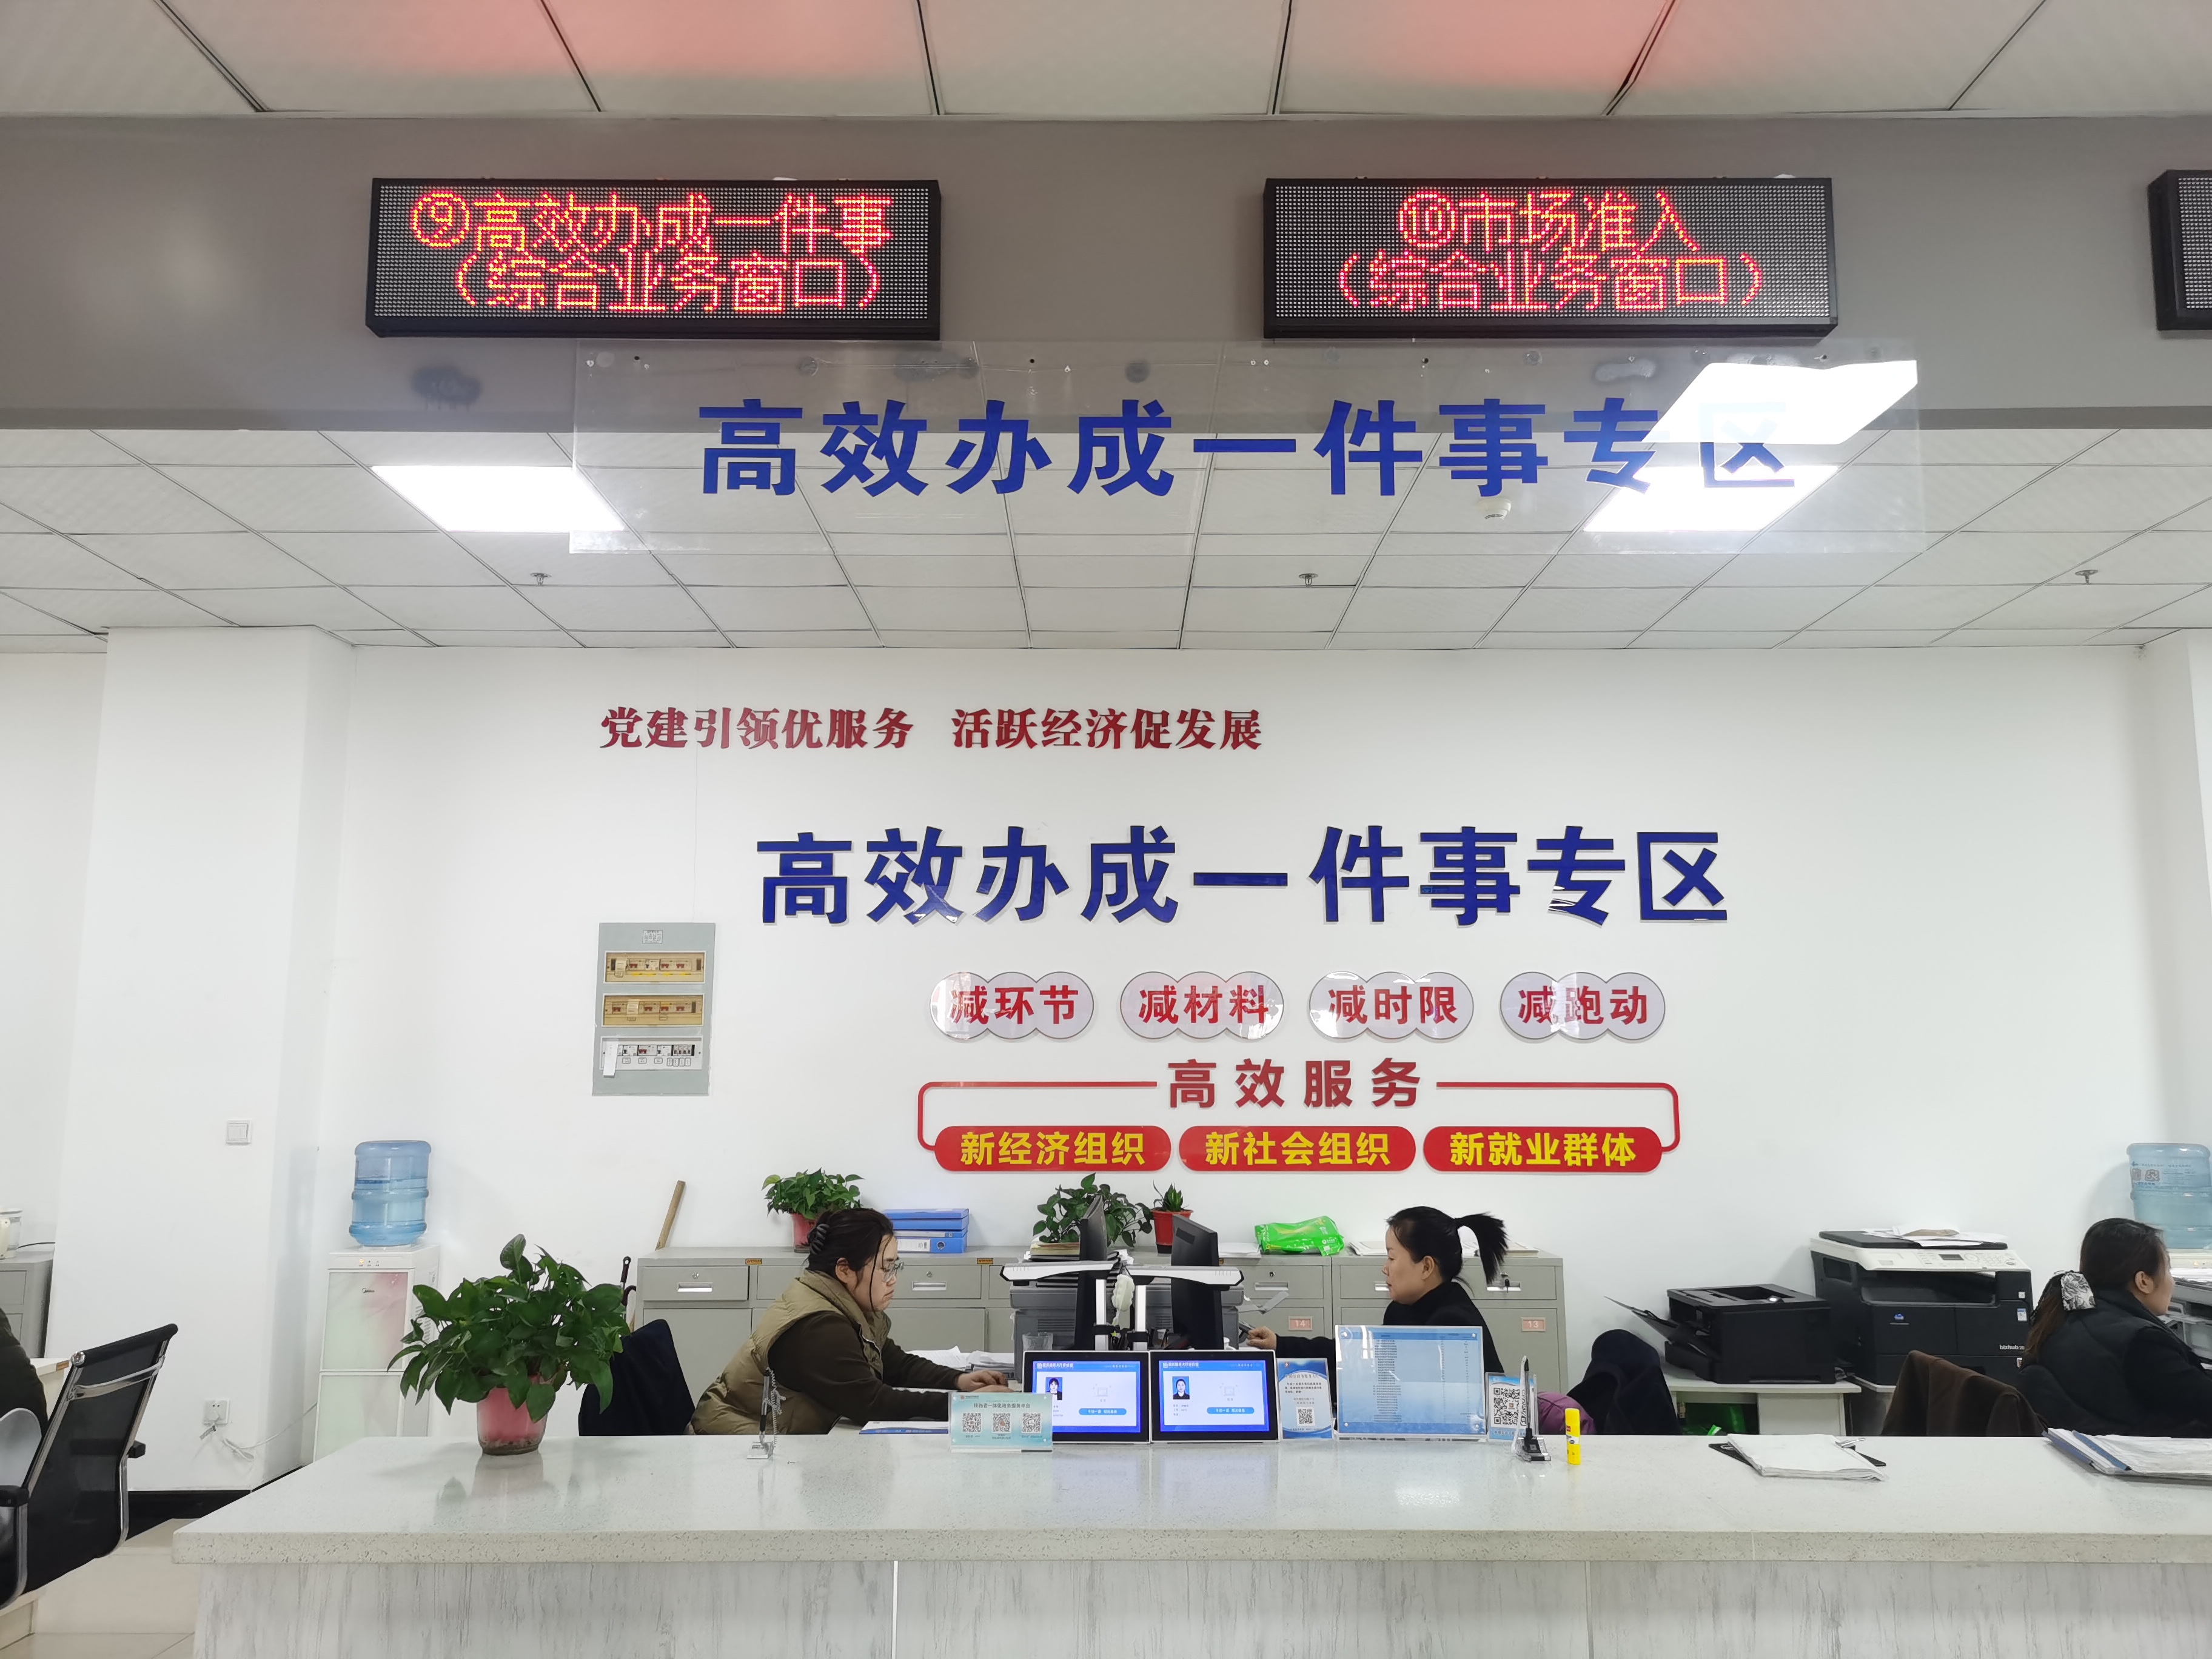 ⑨高效办成一件事
（综合业务窗口）
⑩市场准入
（综合业务窗口）
高效办成一件事专区
党建引领优服务 活跃经济促发展
高效办成一件事专区
减环节 减材料 减时限 减跑动
高效服务
新经济组织 新社会组织 新就业群体
14
13
bizhub